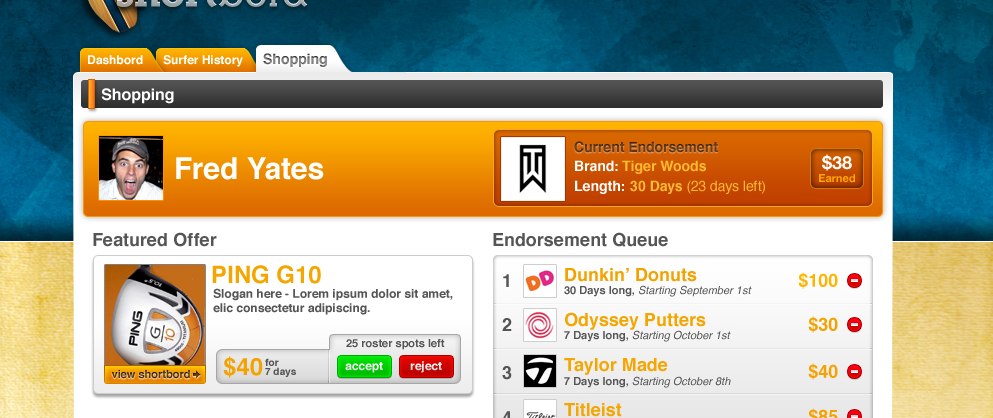 shortbord
Dashbord
Surfer History
Shopping
Shopping
Fred Yates
Current Endorsement
Brand: Tiger Woods
Length: 30 Days (23 days left)
$38
Earned
Featured Offer
PING G10
Slogan here - Lorem ipsum dolor sit amet,
elic consectetur adipiscing.
PING
G
10
view shortbord
25 roster spots left
$40 for
7 days
accept
reject
Endorsement Queue
1
DD
Dunkin' Donuts
30 Days long, Starting September 1st
$100
2
Odyssey Putters
7 Days long, Starting October 1st
$30
3
Taylor Made
7 Days long, Starting October 8th
$40
4
Titleist
Titleist
$85